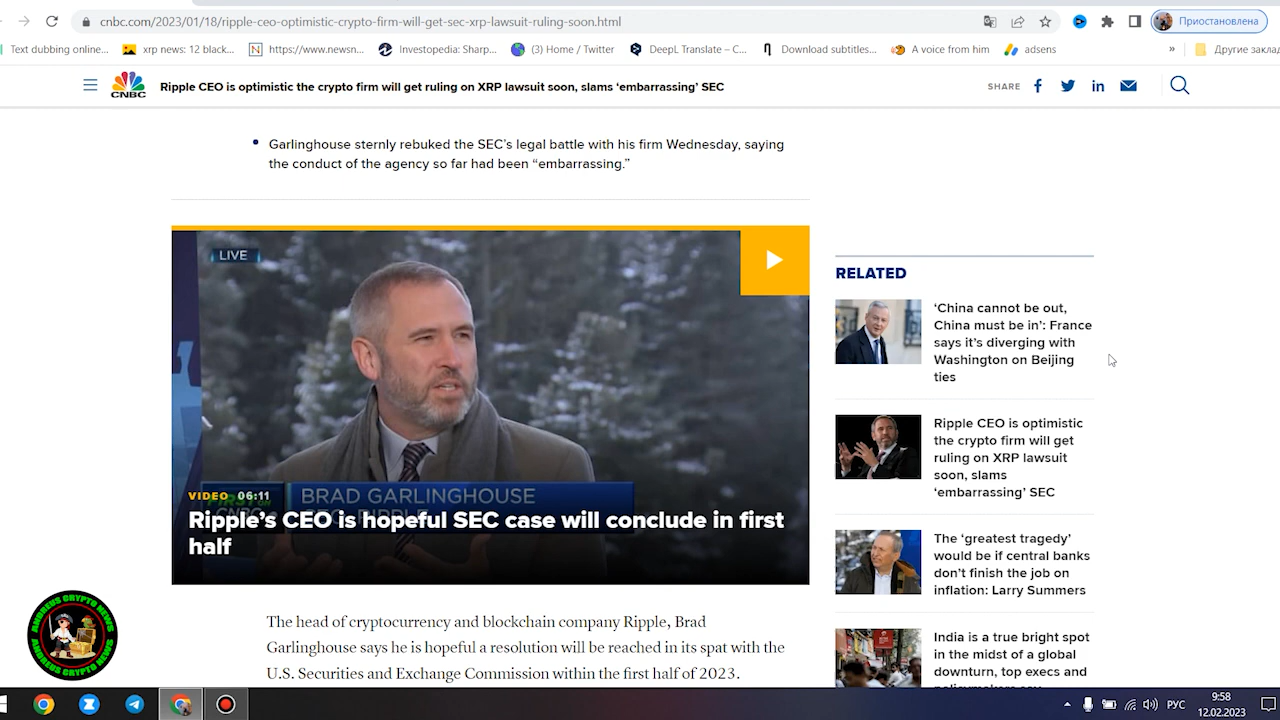 cnbc.com/2023/01/18/ripple-ceo-optimistic-crypto-firm-will-get-sec-xrp-lawsuit-ruling-soon.html
Приостановлена
Text dubbing online...
xrp news: 12 black...
https://www.newsn...
Investopedia: Sharp...
(3) Home / Twitter
DeepL Translate – C...
Download subtitles...
A voice from him
adsens
»
Другие закла
CNBC
Ripple CEO is optimistic the crypto firm will get ruling on XRP lawsuit soon, slams ‘embarrassing’ SEC
SHARE
• Garlinghouse sternly rebuked the SEC’s legal battle with his firm Wednesday, saying
the conduct of the agency so far had been “embarrassing.”
LIVE
BRAD GARLINGHOUSE
VIDEO 06:11
Ripple’s CEO is hopeful SEC case will conclude in first
half
The head of cryptocurrency and blockchain company Ripple, Brad
Garlinghouse says he is hopeful a resolution will be reached in its spat with the
U.S. Securities and Exchange Commission within the first half of 2023.
RELATED
‘China cannot be out,
China must be in’: France
says it’s diverging with
Washington on Beijing
ties
Ripple CEO is optimistic
the crypto firm will get
ruling on XRP lawsuit
soon, slams
‘embarrassing’ SEC
The ‘greatest tragedy’
would be if central banks
don’t finish the job on
inflation: Larry Summers
India is a true bright spot
in the midst of a global
downturn, top execs and
ANDREUS CRYPTO NEWS
ANDREUS CRYPTO NEWS
РУС
9:58
12.02.2023